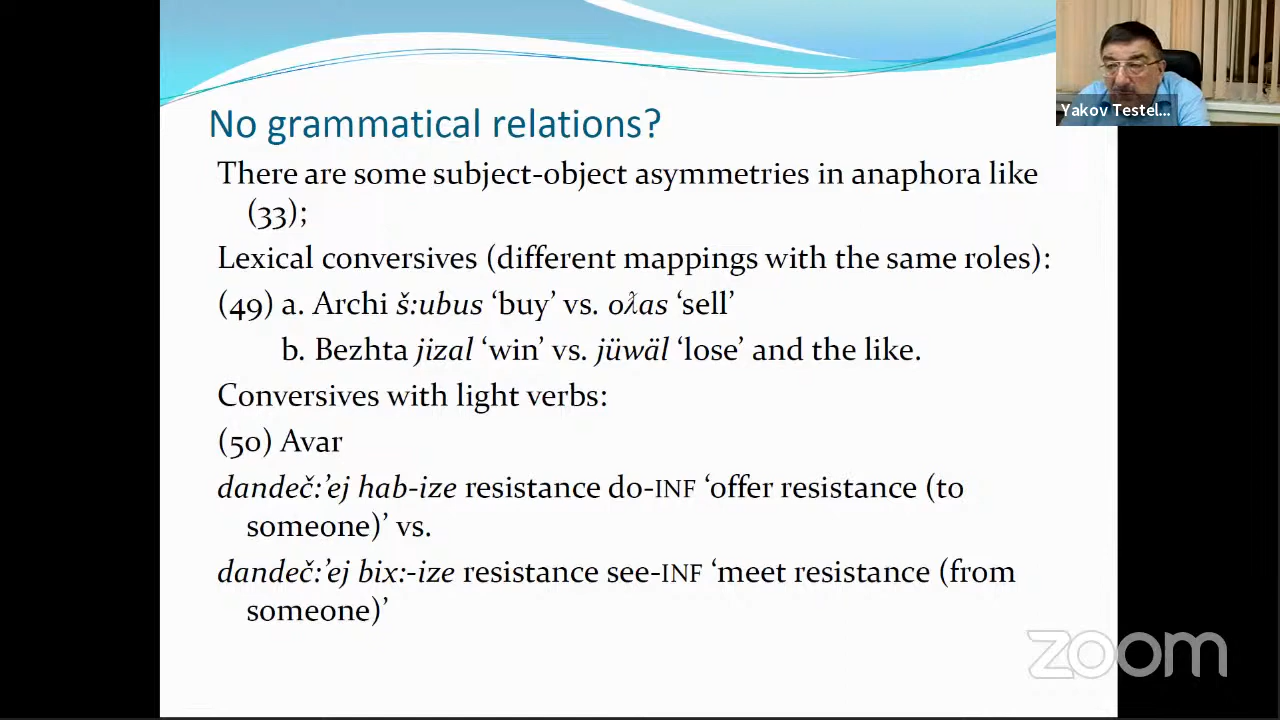 No grammatical relations?
There are some subject-object asymmetries in anaphora like
(33);
Lexical conversives (different mappings with the same roles):
(49) a. Archi š:ubus ‘buy’ vs. oƛas ‘sell’
b. Bezhta jizal ‘win’ vs. jüwäl ‘lose’ and the like.
Conversives with light verbs:
(50) Avar
dandeč:’ej hab-ize resistance do-INF ‘offer resistance (to
someone)’ vs.
dandeč:’ej bix:-ize resistance see-INF ‘meet resistance (from
someone)’
Yakov Testel...
zoom